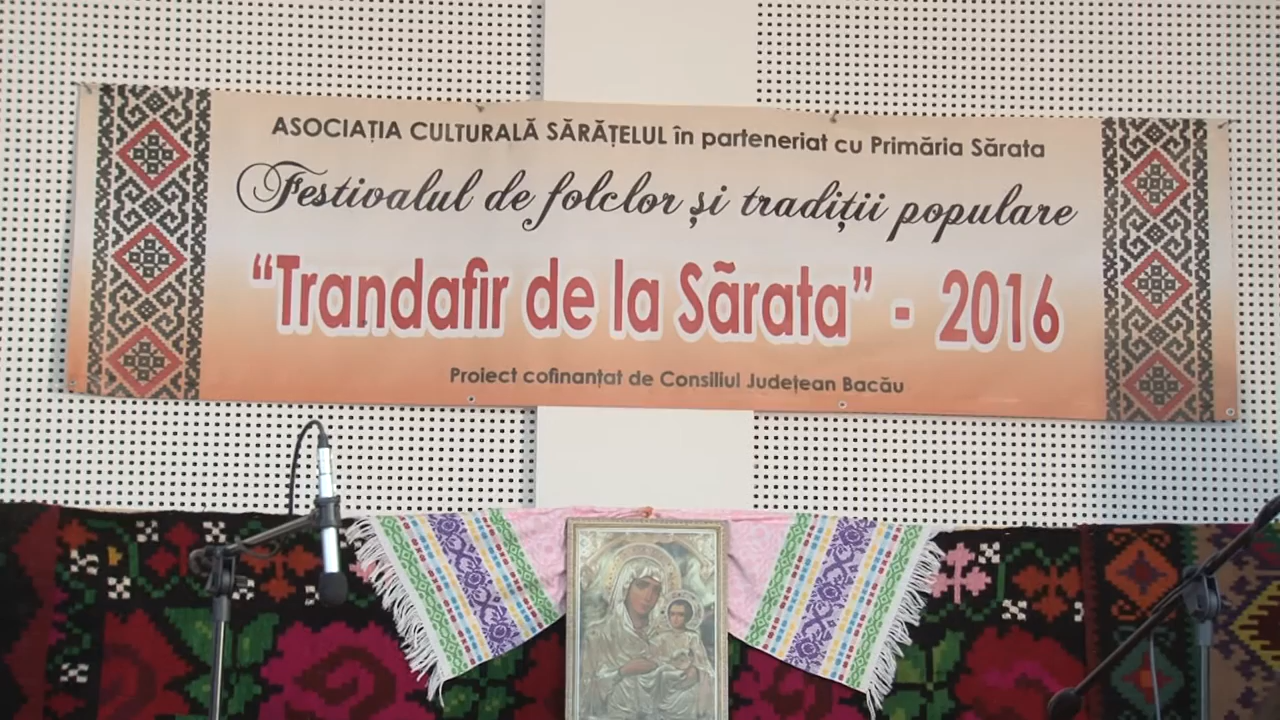 ASOCIAȚIA CULTURALĂ SĂRĂȚELUL în parteneriat cu Primăria Sărata
Festivalul de folclor și tradiții populare
“Trandafir de la Sãrata” - 2016
Proiect cofinanțat de Consiliul Județean Bacău